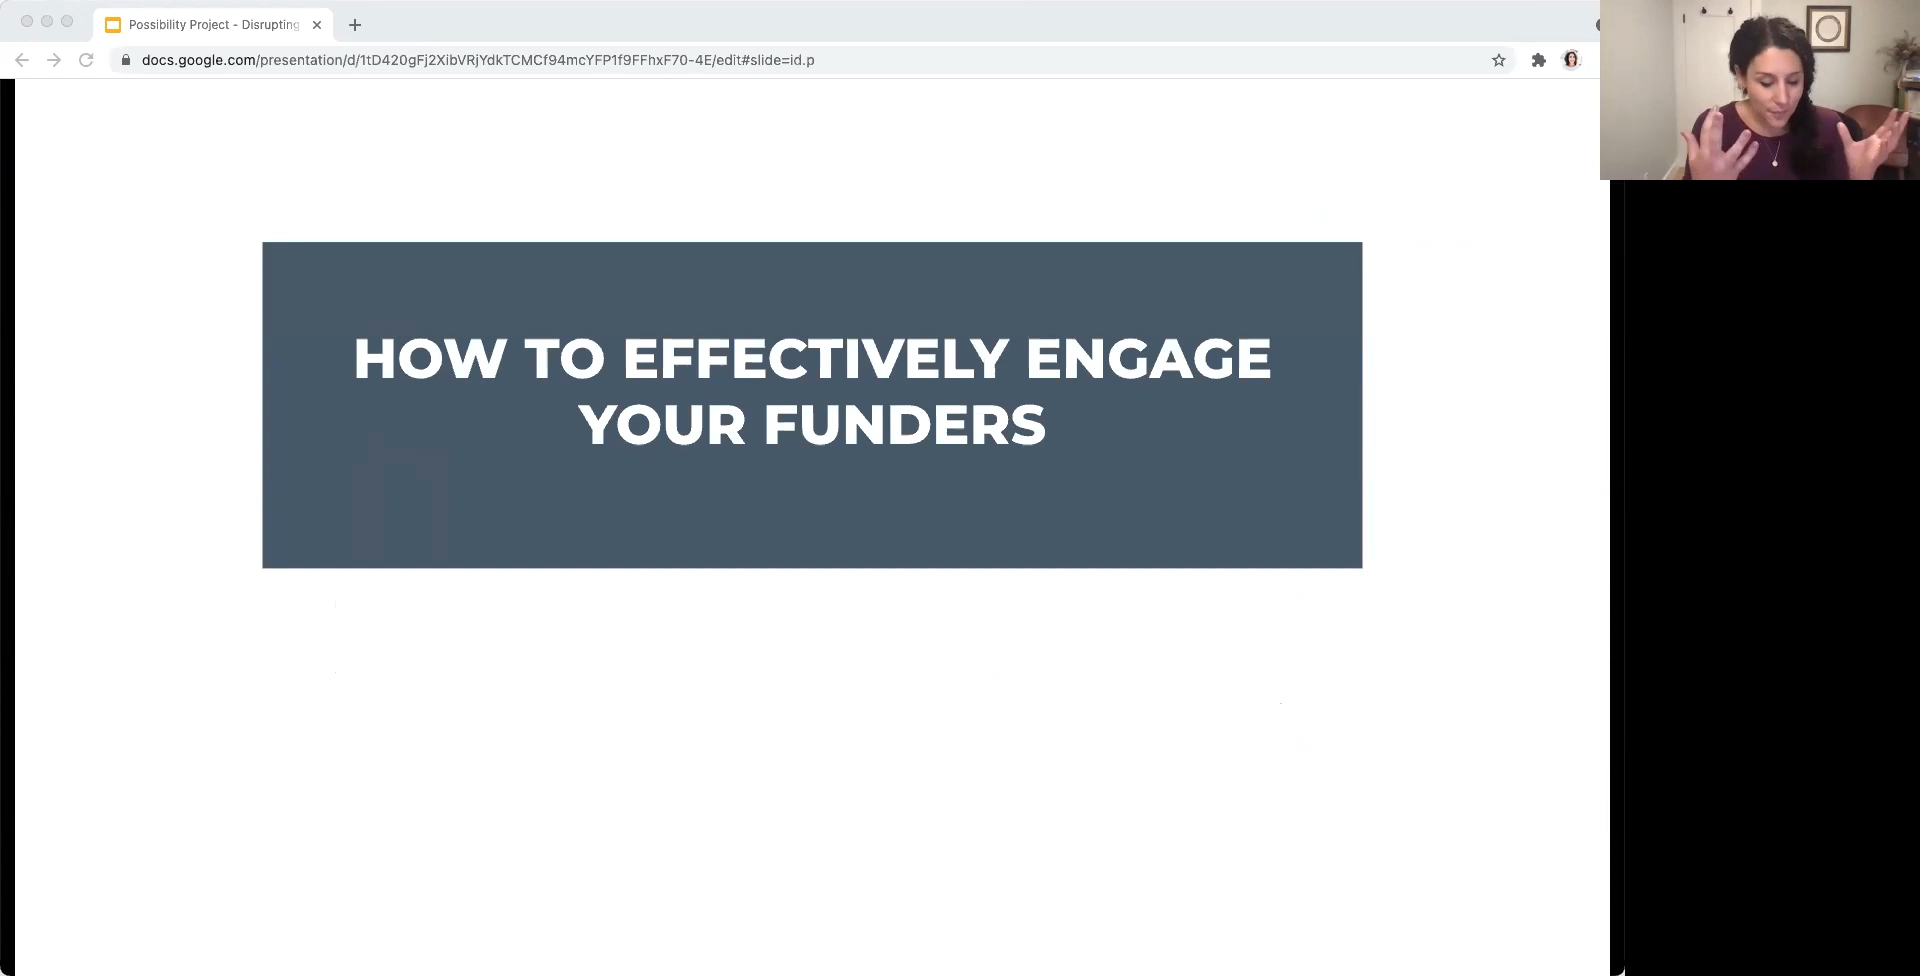 Possibility Project - Disrupting
docs.google.com/presentation/d/1tD420gFj2XibVRjYdkTCMCf94mcYFP1f9FFhxF70-4E/edit#slide=id.p
HOW TO EFFECTIVELY ENGAGE
YOUR FUNDERS